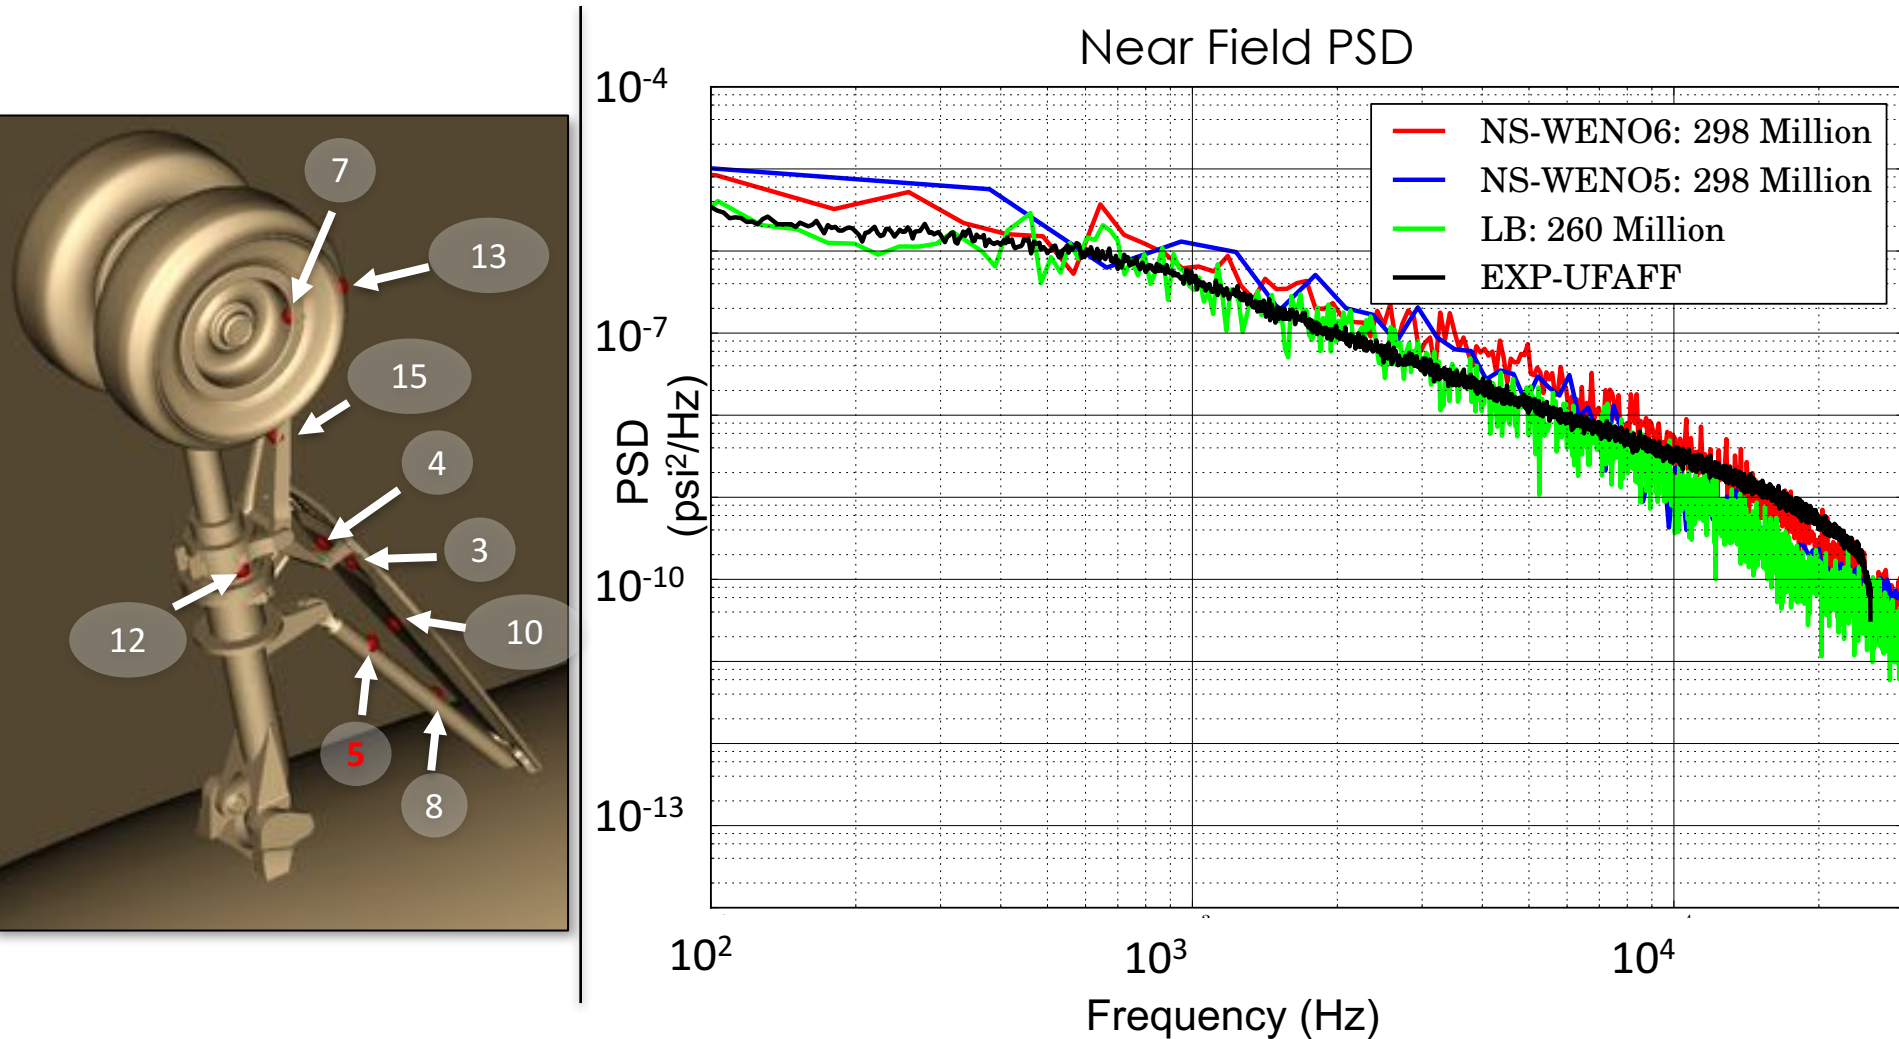 7
13
15
4
3
12
10
5
8
Near Field PSD
10-4
10-7
10-10
10-13
PSD
(psi2/Hz)
NS-WENO6: 298 Million
NS-WENO5: 298 Million
LB: 260 Million
EXP-UFAFF
102
103
104
Frequency (Hz)